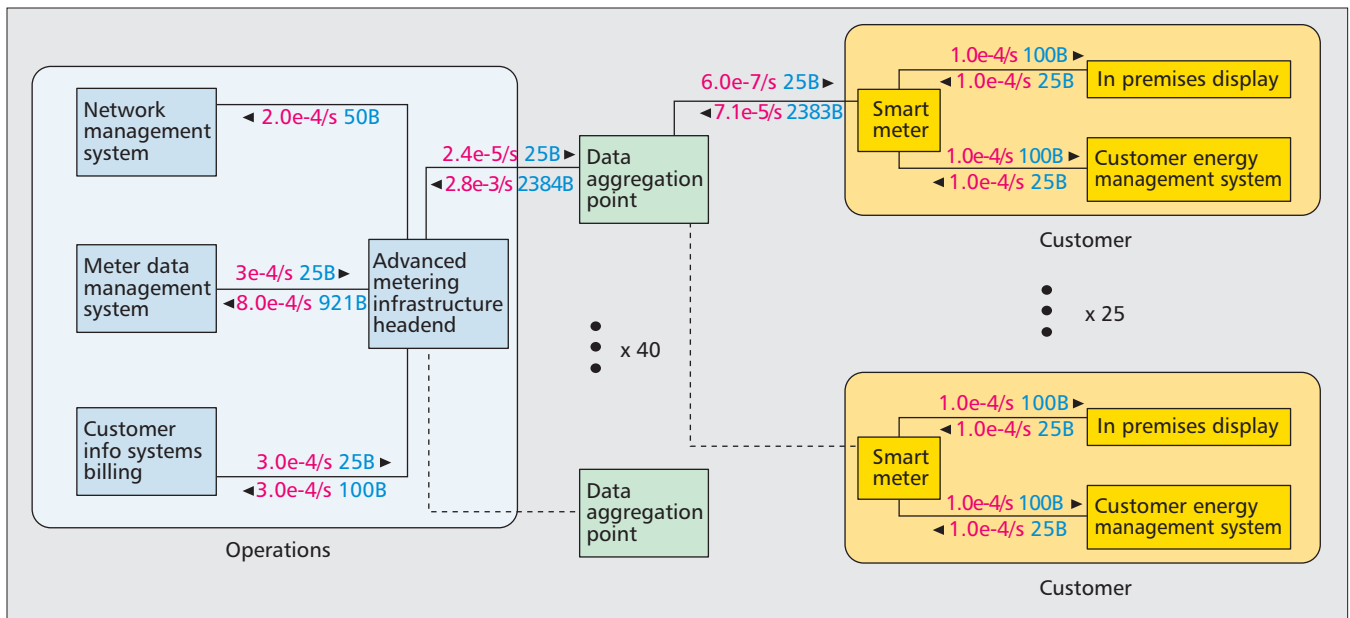 Network
management
system
2.0e-4/s 50B
Meter data
management
system
3e-4/s 25B
8.0e-4/s 921B
Customer
info systems
billing
3.0e-4/s 25B
3.0e-4/s 100B
Advanced
metering
infrastructure
headend
Operations
2.4e-5/s 25B
2.8e-3/s 2384B
Data
aggregation
point
x 40
Data
aggregation
point
6.0e-7/s 25B
7.1e-5/s 2383B
Smart
meter
1.0e-4/s 100B
1.0e-4/s 25B
In premises display
1.0e-4/s 100B
1.0e-4/s 25B
Customer energy
management system
Customer
x 25
Smart
meter
1.0e-4/s 100B
1.0e-4/s 25B
In premises display
1.0e-4/s 100B
1.0e-4/s 25B
Customer energy
management system
Customer